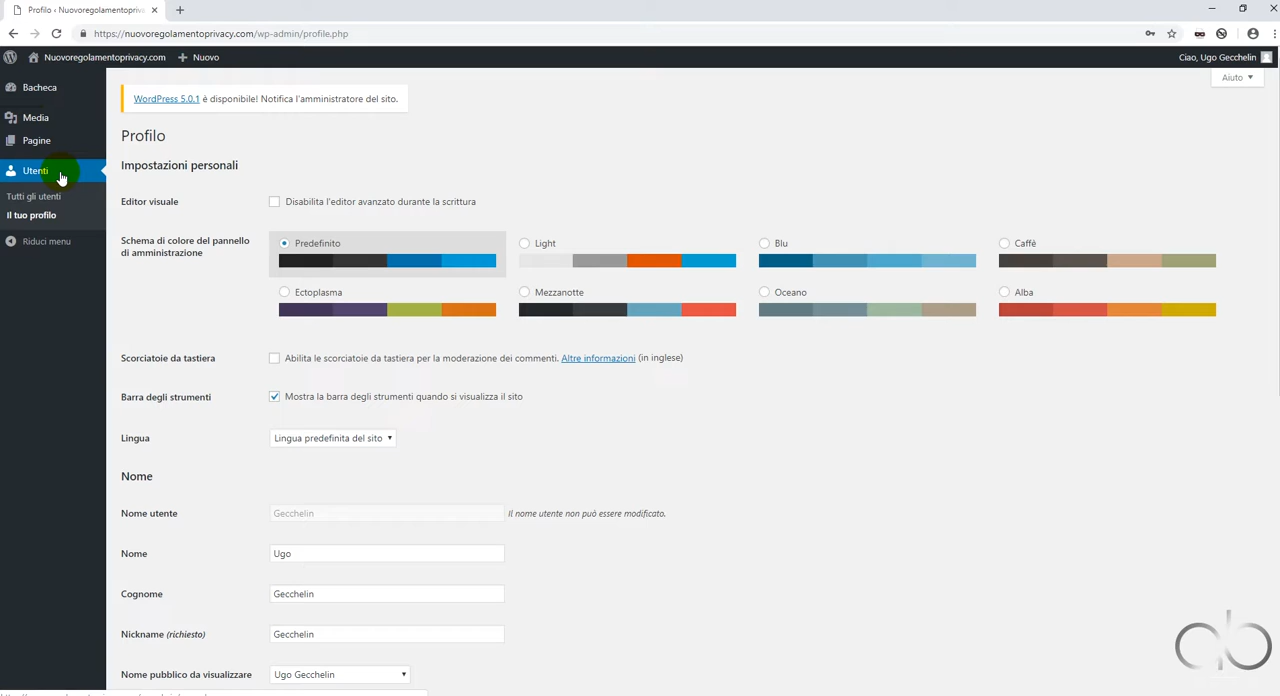 Profilo ‹ Nuovoregolamentopriva
https://nuovoregolamentoprivacy.com/wp-admin/profile.php
Nuovoregolamentoprivacy.com
Nuovo
Ciao, Ugo Gecchelin
Bacheca
Media
Pagine
Utenti
Tutti gli utenti
Il tuo profilo
Riduci menu
Aiuto
WordPress 5.0.1 è disponibile! Notifica l'amministratore del sito.
Profilo
Impostazioni personali
Editor visuale
Disabilita l'editor avanzato durante la scrittura
Schema di colore del pannello
di amministrazione
Predefinito
Light
Blu
Caffè
Ectoplasma
Mezzanotte
Oceano
Alba
Scorciatoie da tastiera
Abilita le scorciatoie da tastiera per la moderazione dei commenti. Altre informazioni (in inglese)
Barra degli strumenti
Mostra la barra degli strumenti quando si visualizza il sito
Lingua
Lingua predefinita del sito
Nome
Nome utente
Gecchelin
Il nome utente non può essere modificato.
Nome
Ugo
Cognome
Gecchelin
Nickname (richiesto)
Gecchelin
Nome pubblico da visualizzare
Ugo Gecchelin